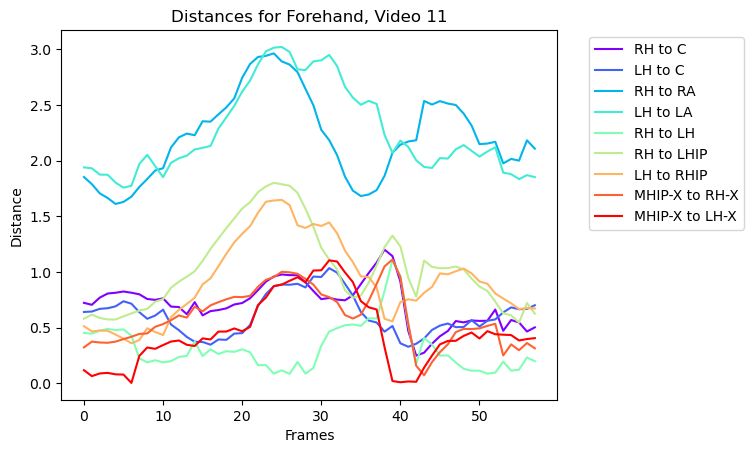 Distances for Forehand, Video 11
3.0
2.5
2.0
1.5
1.0
0.5
0.0
Distance
0 10 20 30 40 50
Frames
RH to C
LH to C
RH to RA
LH to LA
RH to LH
RH to LHIP
LH to RHIP
MHIP-X to RH-X
MHIP-X to LH-X